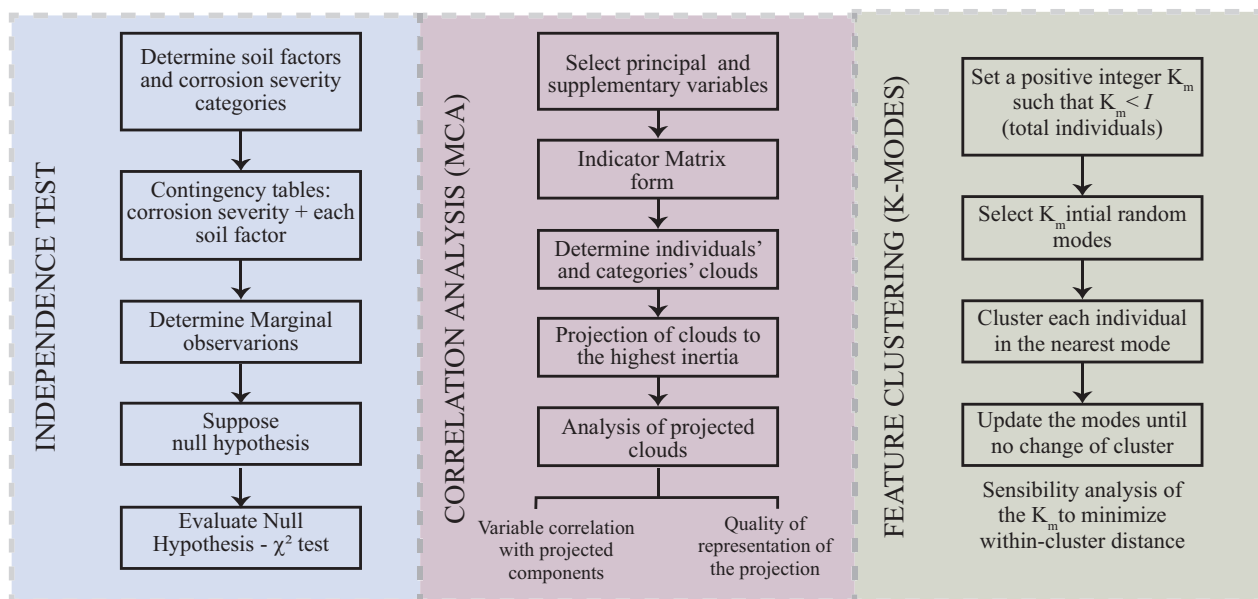 INDEPENDENCE TEST
Determine soil factors
and corrosion severity
categories
Contingency tables:
corrosion severity + each
soil factor
Determine Marginal
observarions
Suppose
null hypothesis
Evaluate Null
Hypothesis - χ² test
CORRELATION ANALYSIS (MCA)
Select principal and
supplementary variables
Indicator Matrix
form
Determine individuals’
and categories’ clouds
Projection of clouds to
the highest inertia
Analysis of projected
clouds
Variable correlation
with projected
components
Quality of
representation of
the projection
FEATURE CLUSTERING (K-MODES)
Set a positive integer Km
such that Km < I
(total individuals)
Select Km intial random
modes
Cluster each individual
in the nearest mode
Update the modes until
no change of cluster
Sensibility analysis of
the Km to minimize
within-cluster distance